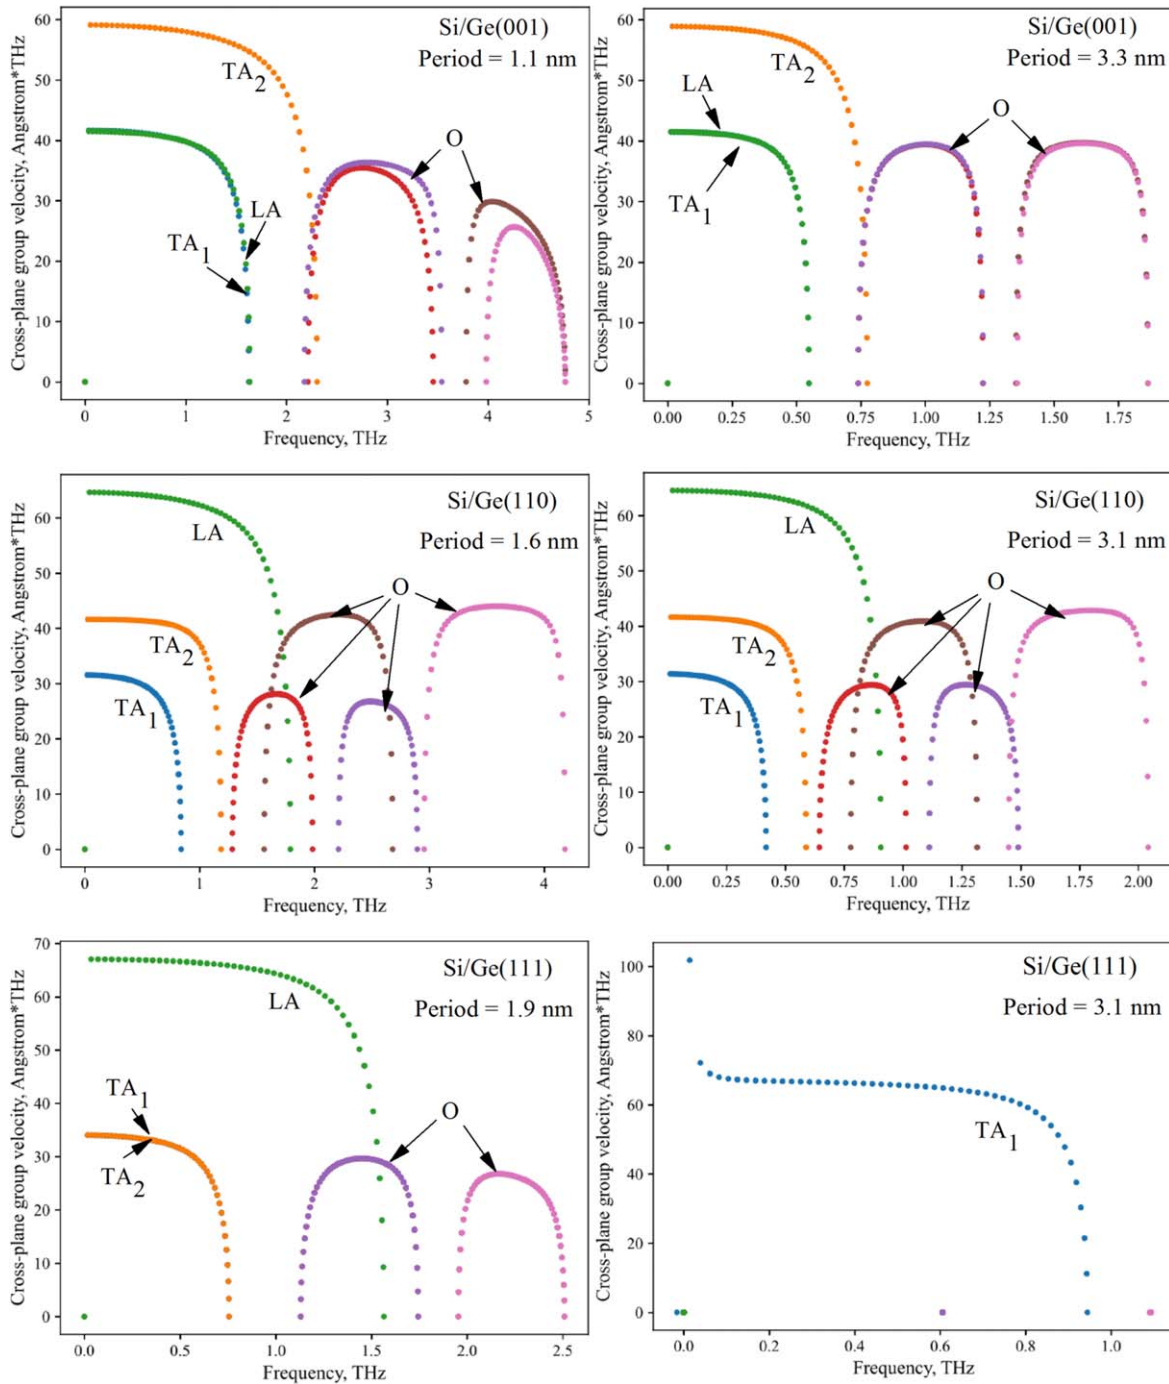 Si/Ge(001)
Period = 1.1 nm
Cross-plane group velocity, Angstrom*THz
60
50
40
30
20
10
0
TA2
O
LA
TA1
0 1 2 3 4 5
Frequency, THz
Si/Ge(001)
Period = 3.3 nm
Cross-plane group velocity, Angstrom*THz
60
50
40
30
20
10
0
TA2
LA
O
TA1
0.00 0.25 0.50 0.75 1.00 1.25 1.50 1.75
Frequency, THz
Si/Ge(110)
Period = 1.6 nm
Cross-plane group velocity, Angstrom*THz
60
50
40
30
20
10
0
LA
O
TA2
TA1
0 1 2 3 4
Frequency, THz
Si/Ge(110)
Period = 3.1 nm
Cross-plane group velocity, Angstrom*THz
60
50
40
30
20
10
0
LA
O
TA2
TA1
0.00 0.25 0.50 0.75 1.00 1.25 1.50 1.75 2.00
Frequency, THz
Si/Ge(111)
Period = 1.9 nm
Cross-plane group velocity, Angstrom*THz
70
60
50
40
30
20
10
0
LA
TA1
O
TA2
0.0 0.5 1.0 1.5 2.0 2.5
Frequency, THz
Si/Ge(111)
Period = 3.1 nm
Cross-plane group velocity, Angstrom*THz
100
80
60
40
20
0
TA1
0.0 0.2 0.4 0.6 0.8 1.0
Frequency, THz